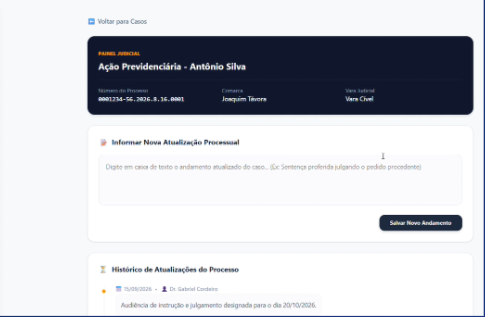 Voltar para Casos
PAINEL JUDICIAL
Ação Previdenciária - Antônio Silva
Número do Processo
0001234-56.2026.8.16.0001
Comarca
Joaquim Távora
Vara Judicial
Vara Cível
Informar Nova Atualização Processual
Digite em caixa de texto o andamento atualizado do caso... (Ex: Sentença proferida julgando o pedido procedente)
Salvar Novo Andamento
Histórico de Atualizações do Processo
15/09/2026 • Dr. Gabriel Cordeiro
Audiência de instrução e julgamento designada para o dia 20/10/2026.